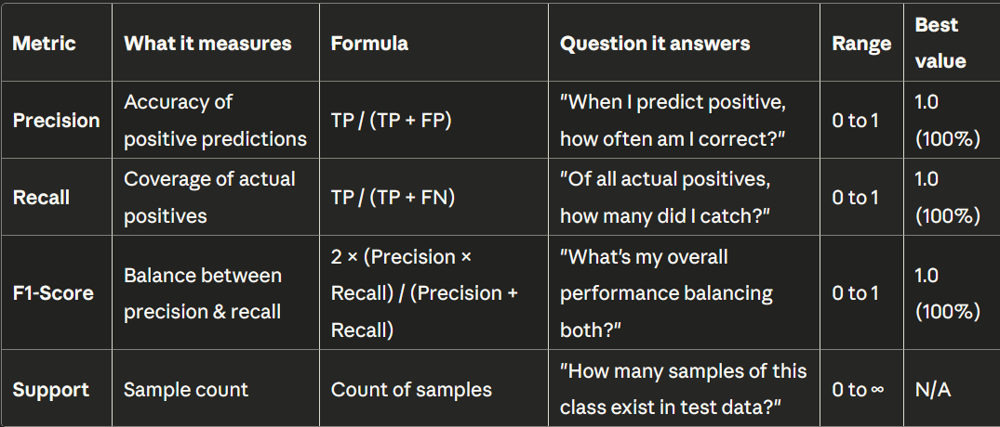 Metric What it measures Formula Question it answers Range Best value
Precision Accuracy of positive predictions TP / (TP + FP) "When I predict positive, how often am I correct?" 0 to 1 1.0 (100%)
Recall Coverage of actual positives TP / (TP + FN) "Of all actual positives, how many did I catch?" 0 to 1 1.0 (100%)
F1-Score Balance between precision & recall 2 × (Precision × Recall) / (Precision + Recall) "What's my overall performance balancing both?" 0 to 1 1.0 (100%)
Support Sample count Count of samples "How many samples of this class exist in test data?" 0 to ∞ N/A